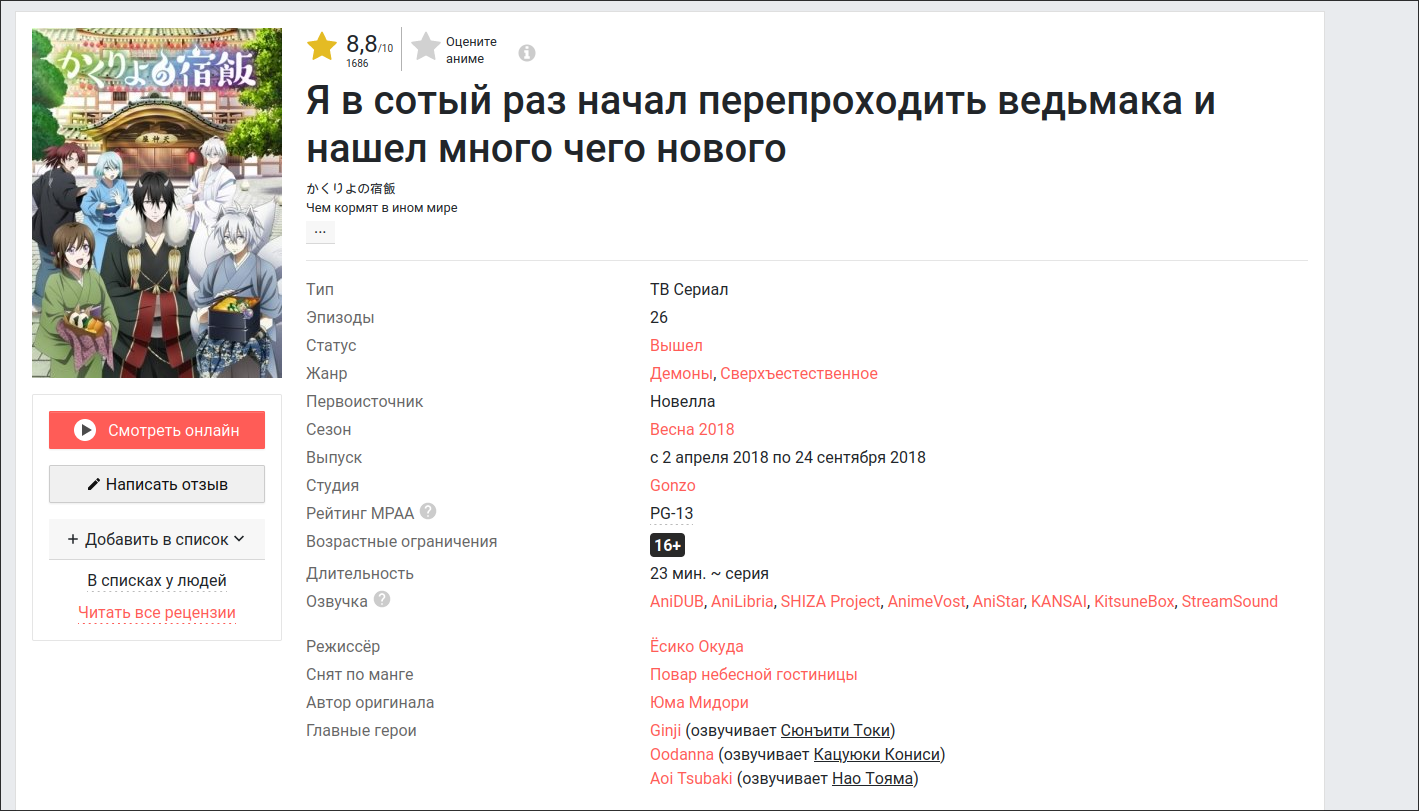 かくりよの宿飯
天神屋
8,8/10
1686
Оцените
аниме
Я в сотый раз начал перепроходить ведьмака и
нашел много чего нового
かくりよの宿飯
Чем кормят в ином мире
...
Тип ТВ Сериал
Эпизоды 26
Статус Вышел
Жанр Демоны, Сверхъестественное
Первоисточник Новелла
Сезон Весна 2018
Выпуск с 2 апреля 2018 по 24 сентября 2018
Студия Gonzo
Рейтинг MPAA ? PG-13
Возрастные ограничения 16+
Длительность 23 мин. ~ серия
Озвучка ? AniDUB, AniLibria, SHIZA Project, AnimeVost, AniStar, KANSAI, KitsuneBox, StreamSound
Режиссёр Ёсико Окуда
Снят по манге Повар небесной гостиницы
Автор оригинала Юма Мидори
Главные герои Ginji (озвучивает Сюнъити Токи)
Oodanna (озвучивает Кацуюки Кониси)
Aoi Tsubaki (озвучивает Нао Тояма)
Смотреть онлайн
Написать отзыв
+ Добавить в список
В списках у людей
Читать все рецензии